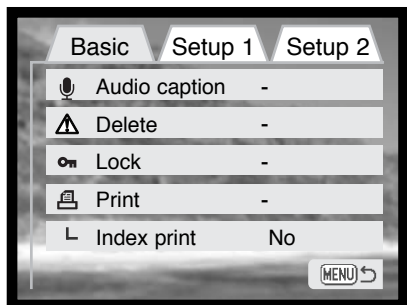 Basic Setup 1 Setup 2
Audio caption -
Delete -
Lock -
Print -
Index print No
MENU